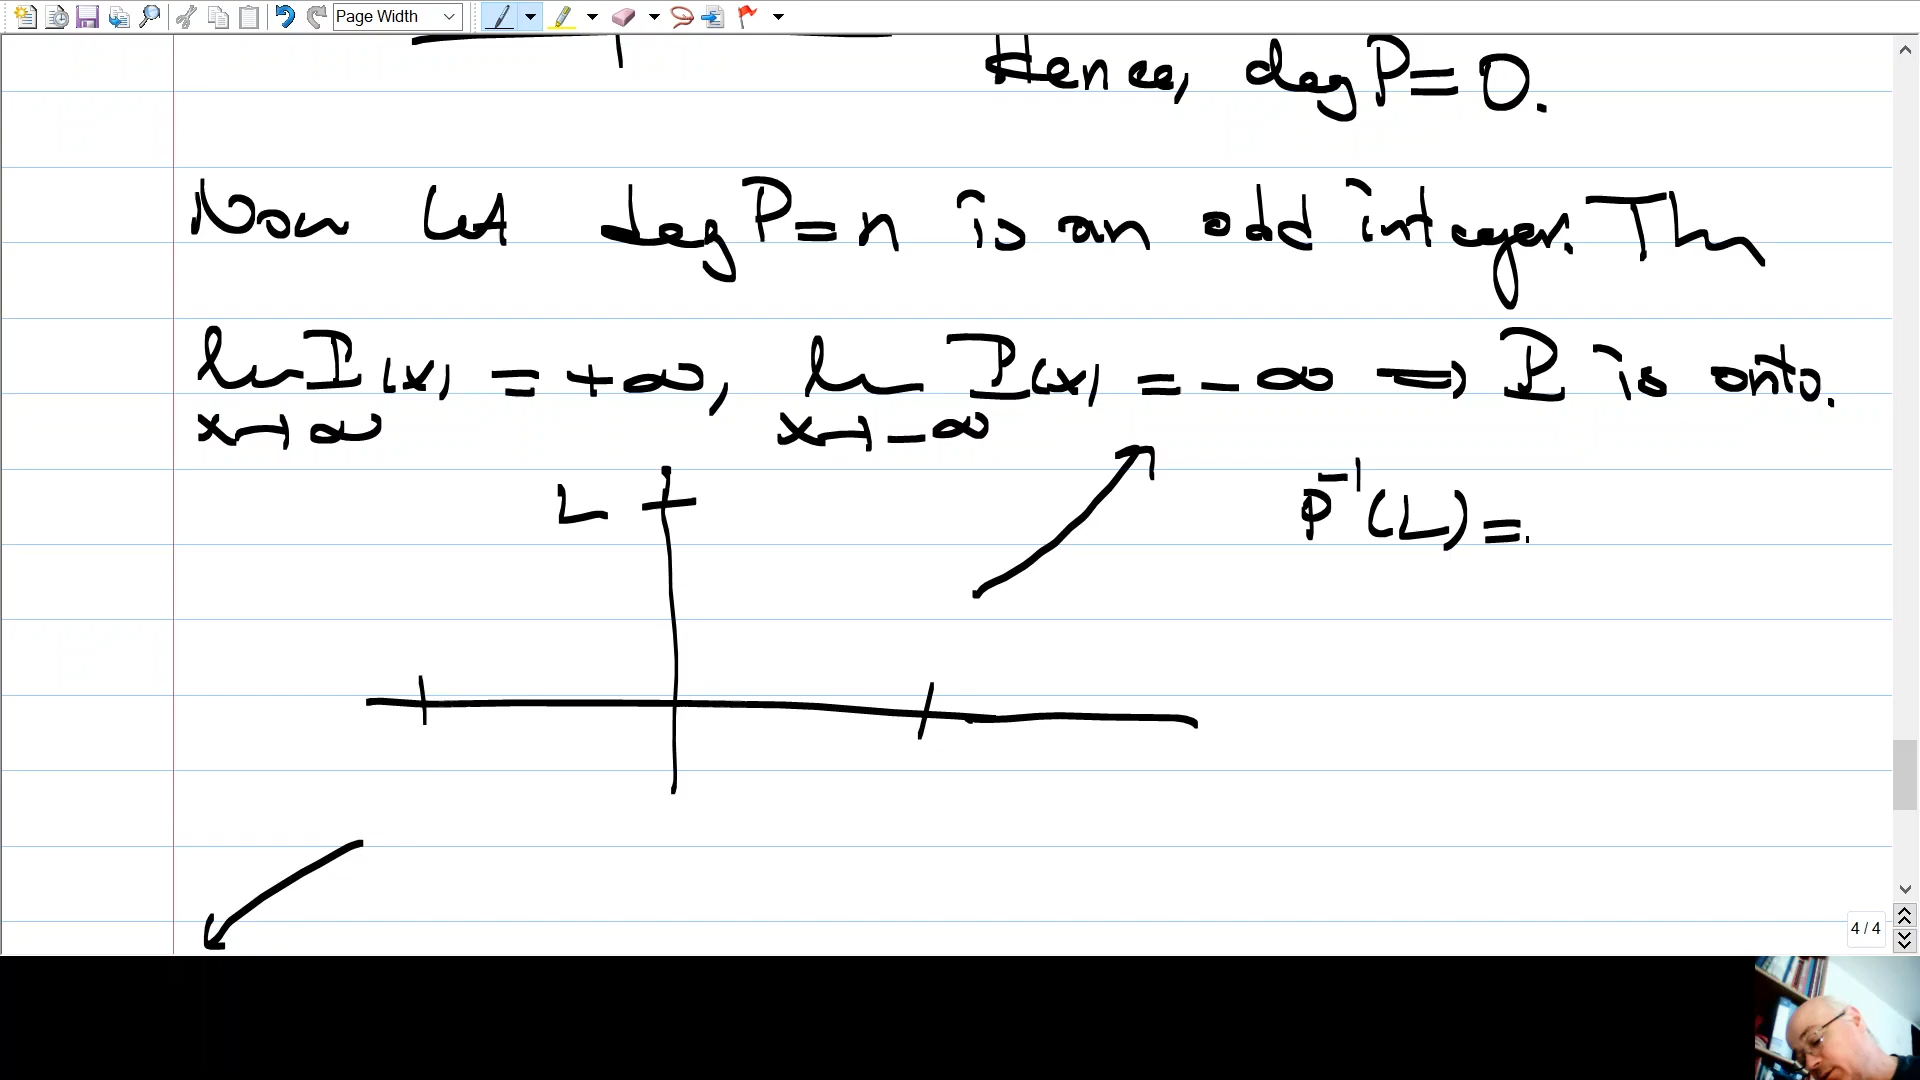 Page Width
Hence, deg P = 0.
Now let deg P = n is an odd integer. Then
lim P(x) = +∞, lim P(x) = -∞ ⇒ P is onto.
x→∞ x→-∞
L
P⁻¹(L) =
4 / 4